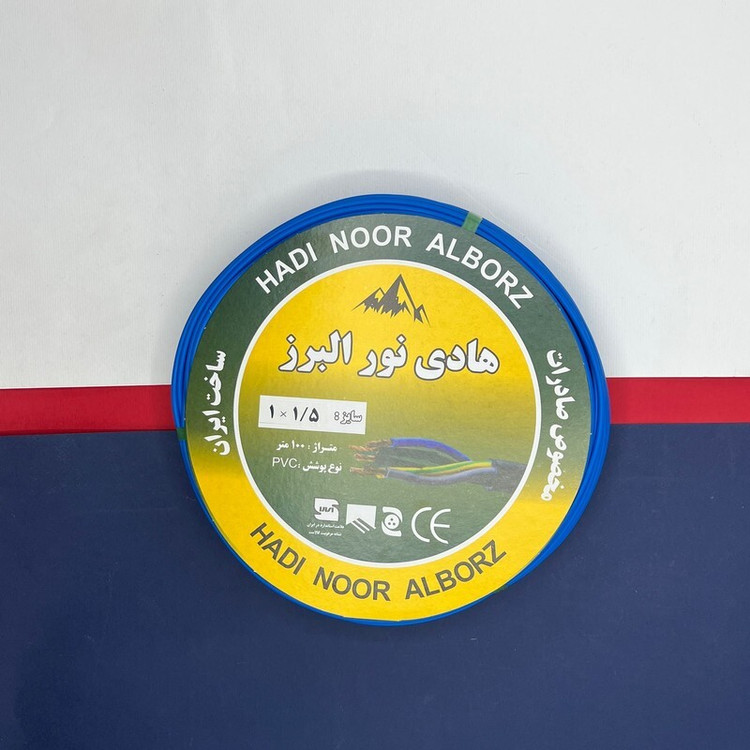 HADI NOOR ALBORZ
هادی نور البرز
ساخت ایران
مخصوص صادرات
سایز: ۱ × ۱/۵
متراژ : ۱۰۰ متر
نوع پوشش : PVC
CE
HADI NOOR ALBORZ